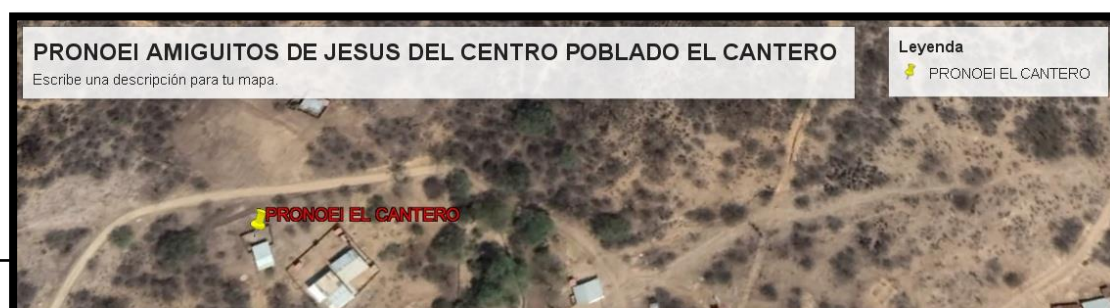 PRONOEI AMIGUITOS DE JESUS DEL CENTRO POBLADO EL CANTERO
Escribe una descripción para tu mapa.
Leyenda
PRONOEI EL CANTERO
PRONOEI EL CANTERO